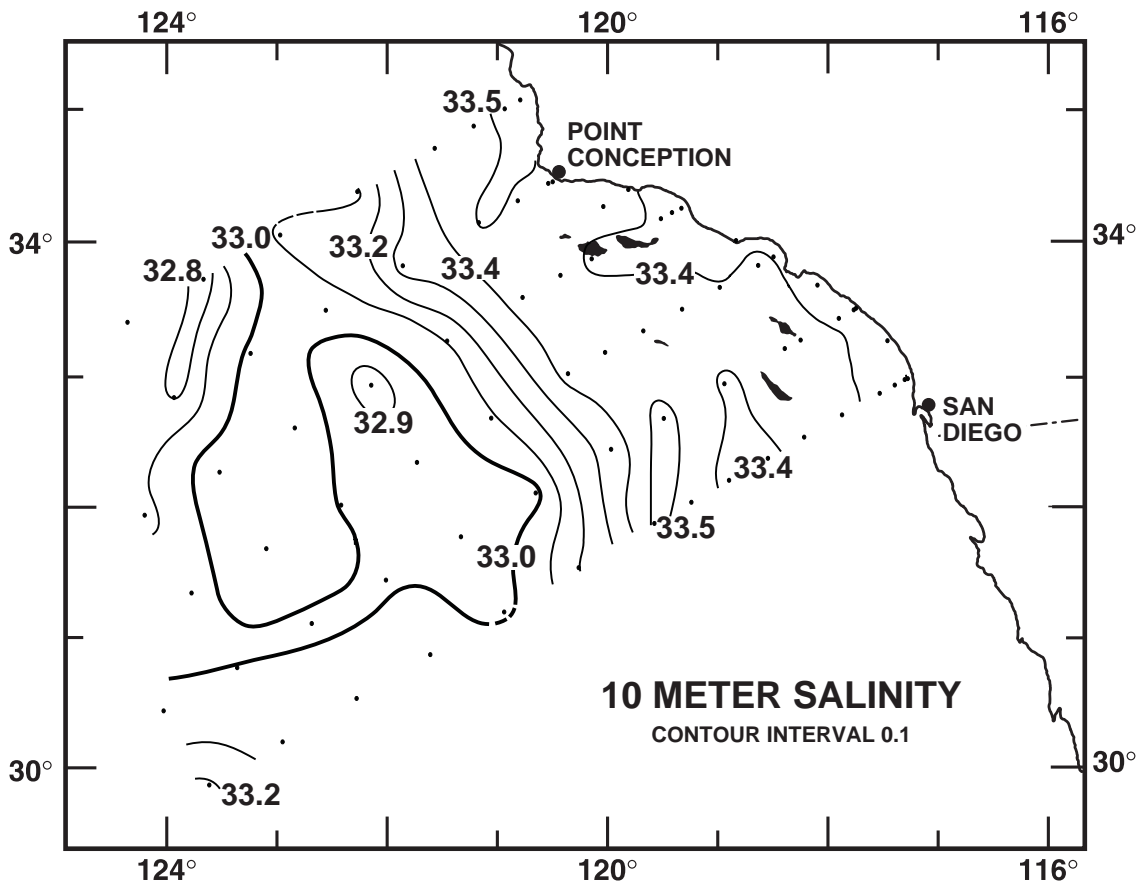 124° 120° 116°
33.5
POINT
CONCEPTION
34° 33.0 33.2 34°
32.8 33.4 33.4
32.9
SAN
DIEGO
33.4
33.5
33.0
10 METER SALINITY
CONTOUR INTERVAL 0.1
30° 30°
33.2
124° 120° 116°